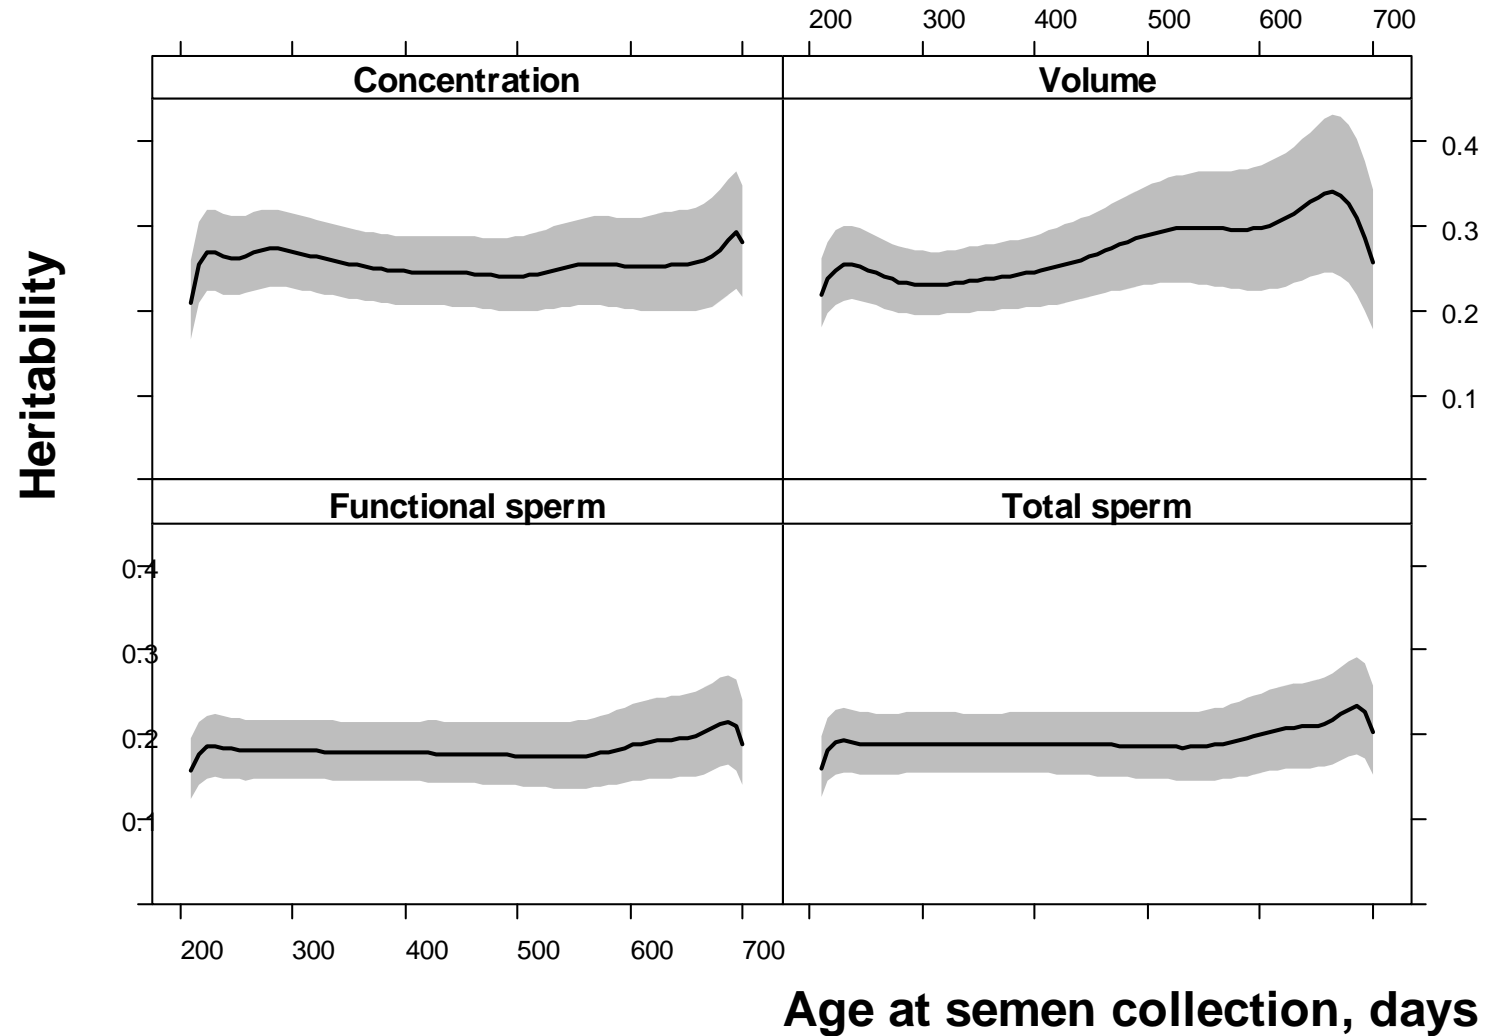 200 300 400 500 600 700
Concentration Volume
Heritability
0.4
0.3
0.2
0.1
Functional sperm Total sperm
0.4
0.3
0.2
0.1
200 300 400 500 600 700
Age at semen collection, days